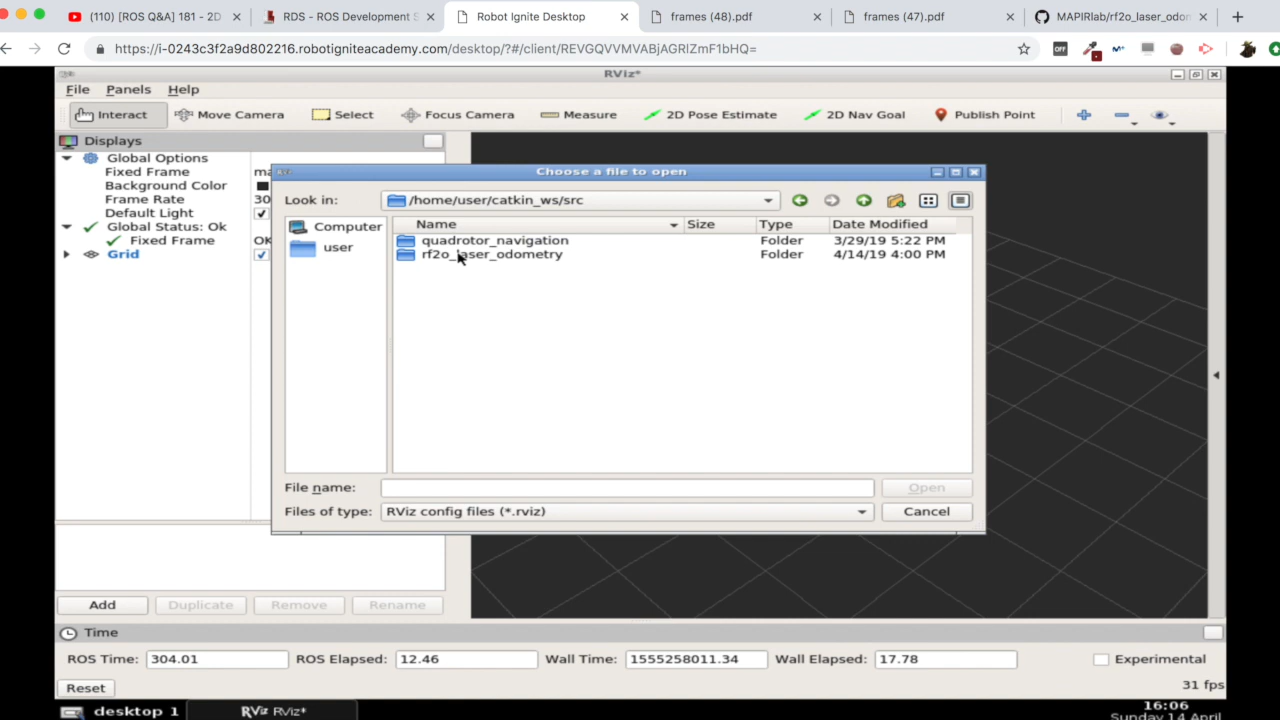 (110) [ROS Q&A] 181 - 2D
RDS - ROS Development S
Robot Ignite Desktop
frames (48).pdf
frames (47).pdf
MAPIRlab/rf2o_laser_odom
https://i-0243c3f2a9d802216.robotigniteacademy.com/desktop/?#/client/REVGQVVMVABjAGRlZmF1bHQ=
OFF
RViz*
File Panels Help
Interact Move Camera Select Focus Camera Measure 2D Pose Estimate 2D Nav Goal Publish Point
Displays
Global Options
Fixed Frame ma
Background Color
Frame Rate 30
Default Light
Global Status: Ok
Fixed Frame OK
Grid
Choose a file to open
Look in: /home/user/catkin_ws/src
Computer
user
Name Size Type Date Modified
quadrotor_navigation Folder 3/29/19 5:22 PM
rf2o_laser_odometry Folder 4/14/19 4:00 PM
File name: Open
Files of type: RViz config files (*.rviz) Cancel
Add Duplicate Remove Rename
Time
ROS Time: 304.01 ROS Elapsed: 12.46 Wall Time: 1555258011.34 Wall Elapsed: 17.78 Experimental
Reset 31 fps
desktop 1 RViz RViz* 16:06
Sunday 14 April